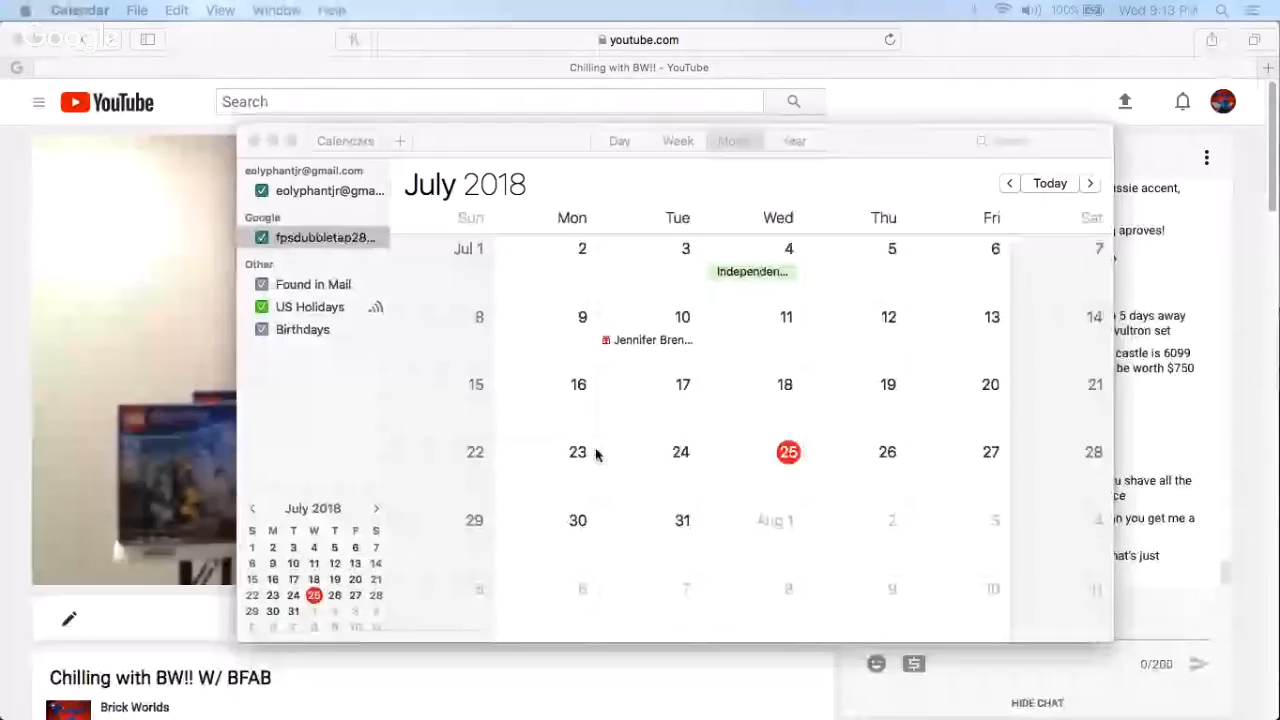 Calendar File Edit View Window Help 100% Wed 9:13 PM
youtube.com
Chilling with BW!! - YouTube
YouTube Search
Calendars + Day Week Month Year
eolyphantjr@gmail.com
eolyphantjr@gma...
Google
fpsdubbletap28...
Other
Found in Mail
US Holidays
Birthdays
July 2018
Today
Sun Mon Tue Wed Thu Fri Sat
Jul 1 2 3 4 5 6 7
Independen...
8 9 10 11 12 13 14
Jennifer Bren...
15 16 17 18 19 20 21
22 23 24 25 26 27 28
29 30 31 Aug 1 2 3 4
5 6 7 8 9 10 11
July 2018
S M T W T F S
1 2 3 4 5 6 7
8 9 10 11 12 13 14
15 16 17 18 19 20 21
22 23 24 25 26 27 28
29 30 31 1 2 3 4
5 6 7 8 9 10 11
ssie accent,
aproves!
5 days away
castle is 6099
be worth $750
u shave all the
n you get me a
hat's just
Chilling with BW!! W/ BFAB
Brick Worlds
0/200
HIDE CHAT